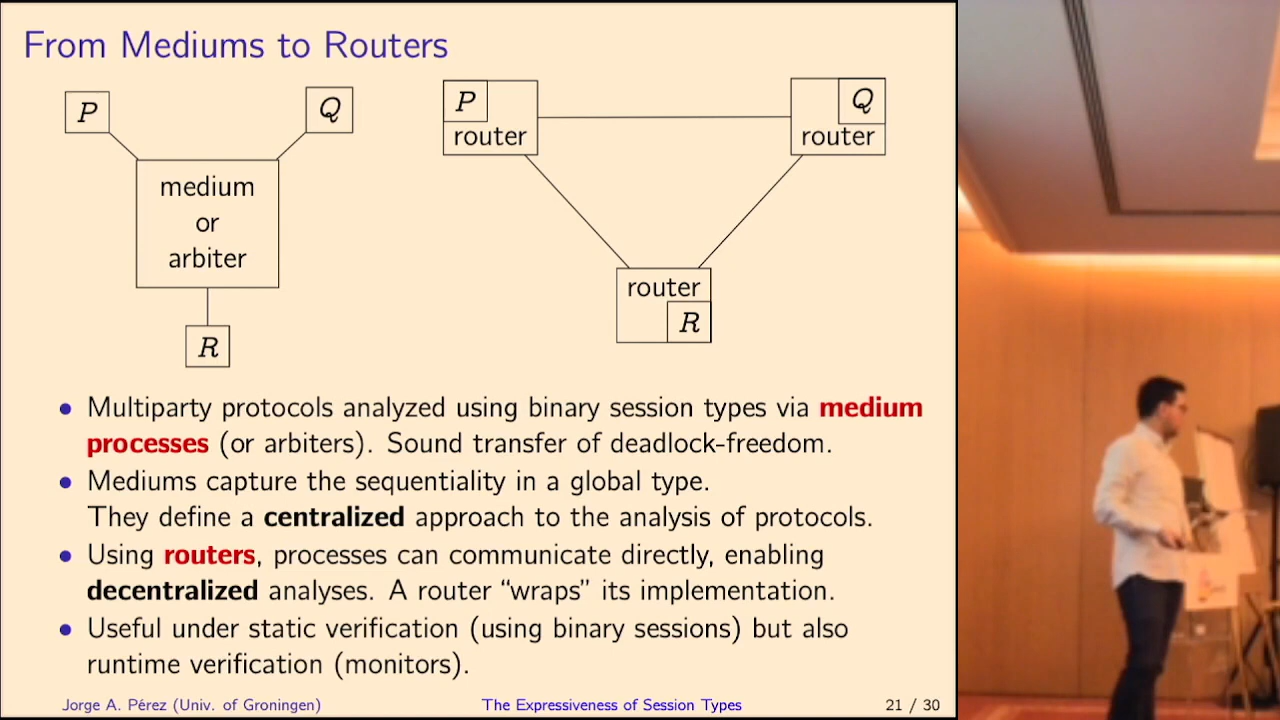 From Mediums to Routers
P
Q
medium
or
arbiter
R
P
router
Q
router
router
R
• Multiparty protocols analyzed using binary session types via medium
processes (or arbiters). Sound transfer of deadlock-freedom.
• Mediums capture the sequentiality in a global type.
They define a centralized approach to the analysis of protocols.
• Using routers, processes can communicate directly, enabling
decentralized analyses. A router “wraps” its implementation.
• Useful under static verification (using binary sessions) but also
runtime verification (monitors).
Jorge A. Pérez (Univ. of Groningen)
The Expressiveness of Session Types
21 / 30